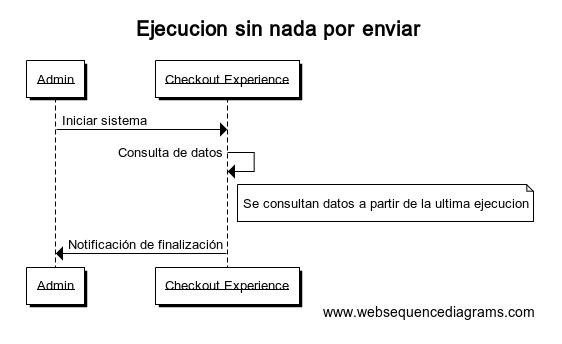 Ejecucion sin nada por enviar
Admin
Checkout Experience
Iniciar sistema
Consulta de datos
Se consultan datos a partir de la ultima ejecucion
Notificación de finalización
Admin
Checkout Experience
www.websequencediagrams.com